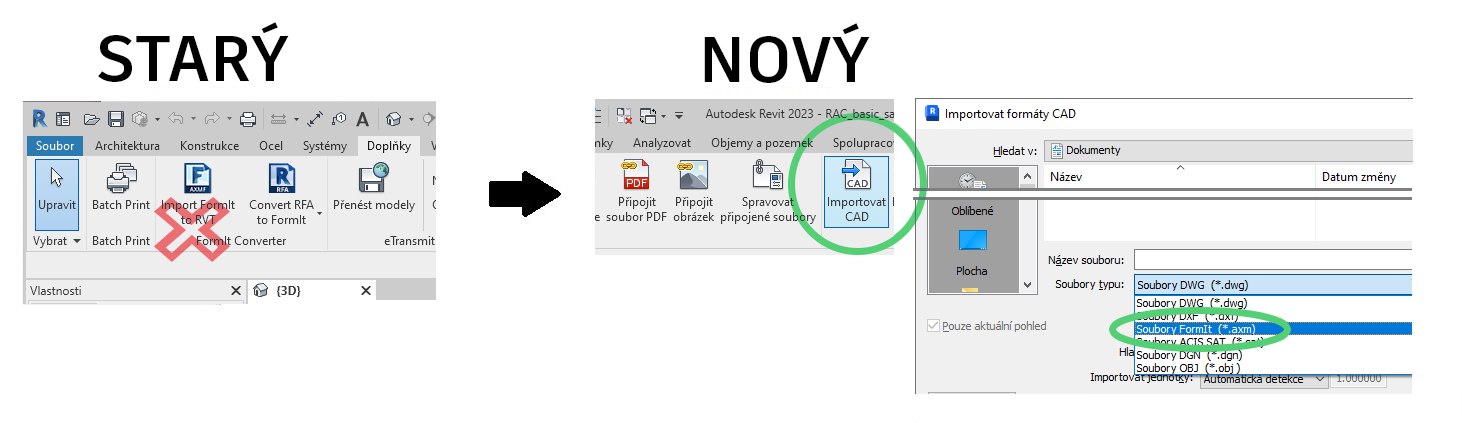 STARÝ
NOVÝ
Soubor Architektura Konstrukce Ocel Systémy Doplňky
Upravit
Batch Print
AXMF
Import FormIt
to RVT
RFA
Convert RFA
to FormIt
Přenést modely
Vybrat
Batch Print
FormIt Converter
eTransmit
Vlastnosti
{3D}
Autodesk Revit 2023 - RAC_basic_sa
nky Analyzovat Objemy a pozemek Spolupracov
PDF
Připojit
soubor PDF
Připojit
obrázek
Spravovat
připojené soubory
CAD
Importovat
CAD
Importovat formáty CAD
Hledat v:
Dokumenty
Název
Datum změny
Oblíbené
Plocha
Název souboru:
Soubory typu:
Soubory DWG (*.dwg)
Soubory DWG (*.dwg)
Soubory DXF (*.dxf)
Soubory FormIt (*.axm)
Soubory ACIS SAT (*.sat)
Soubory DGN (*.dgn)
Soubory OBJ (*.obj)
Pouze aktuální pohled
Hla
Importovat jednotky:
Automatická detekce
1.000000